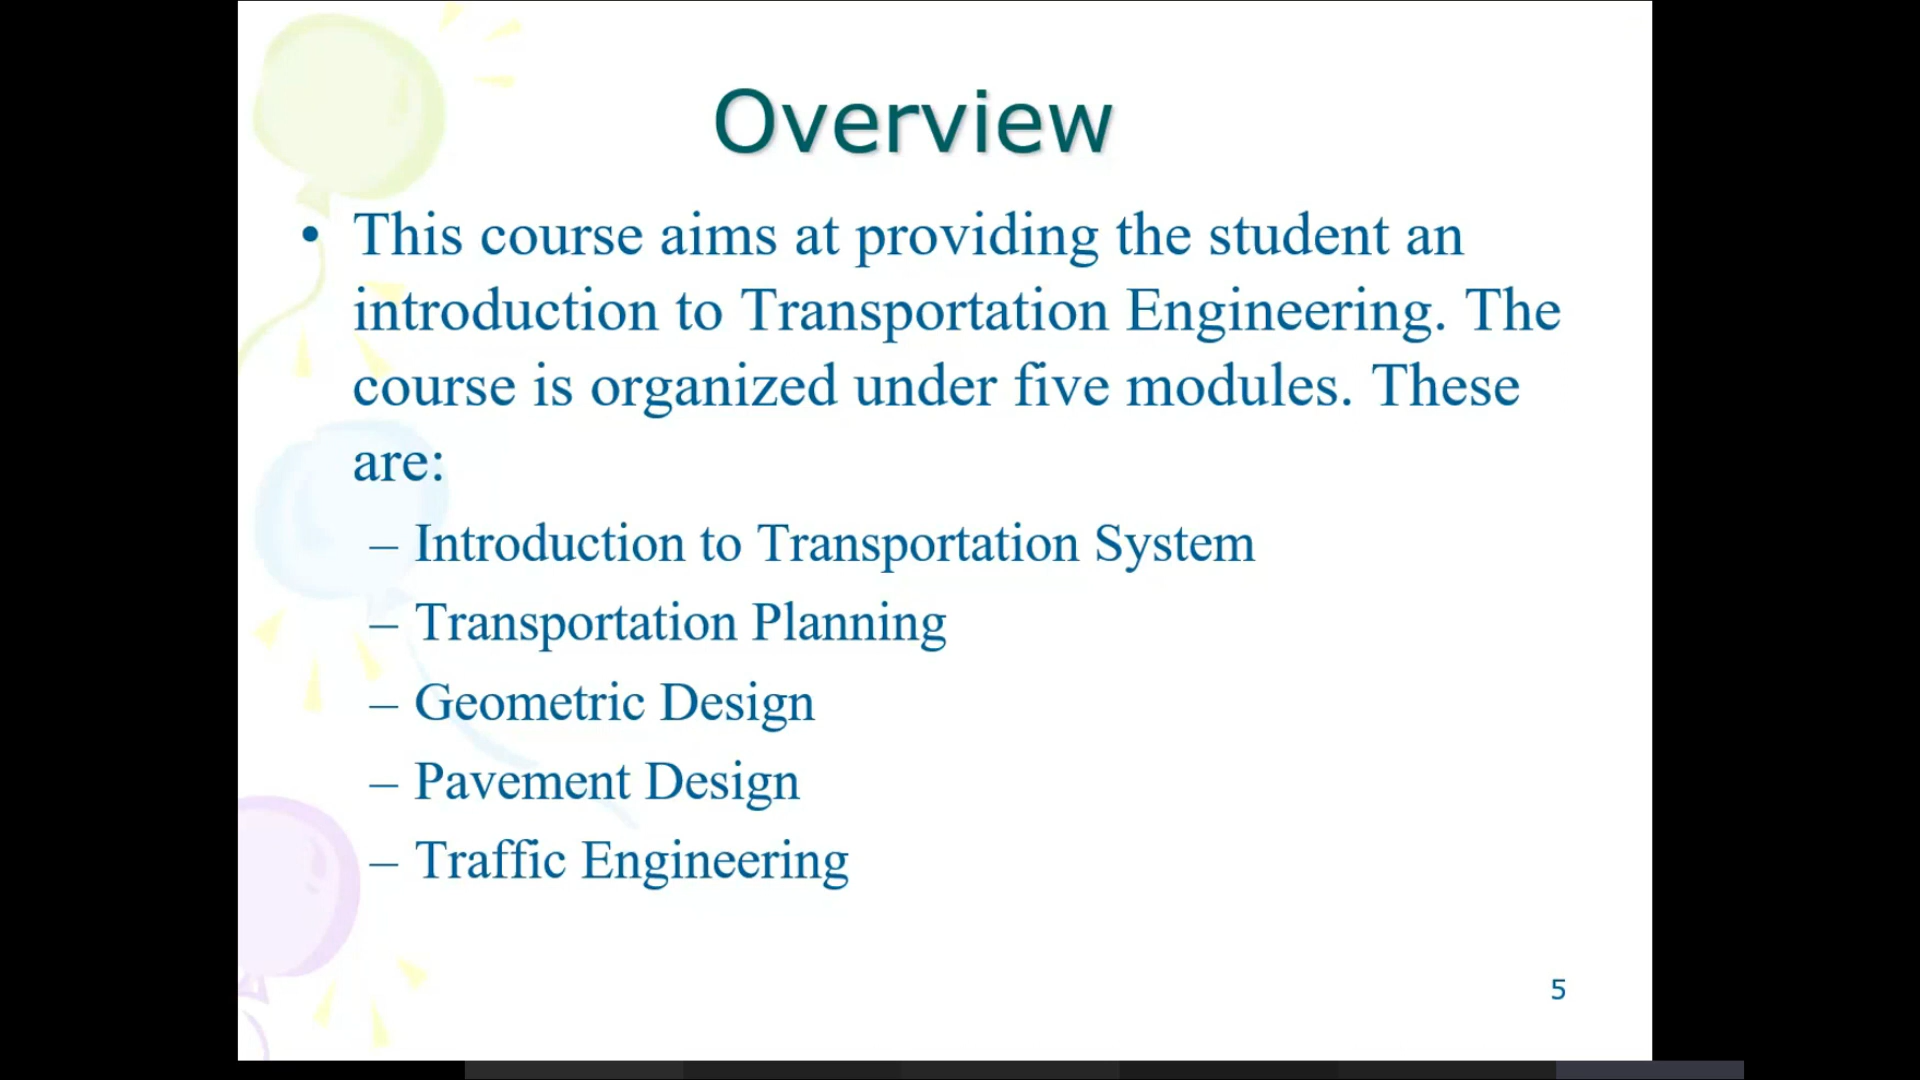 Overview
• This course aims at providing the student an
introduction to Transportation Engineering. The
course is organized under five modules. These
are:
– Introduction to Transportation System
– Transportation Planning
– Geometric Design
– Pavement Design
– Traffic Engineering
5